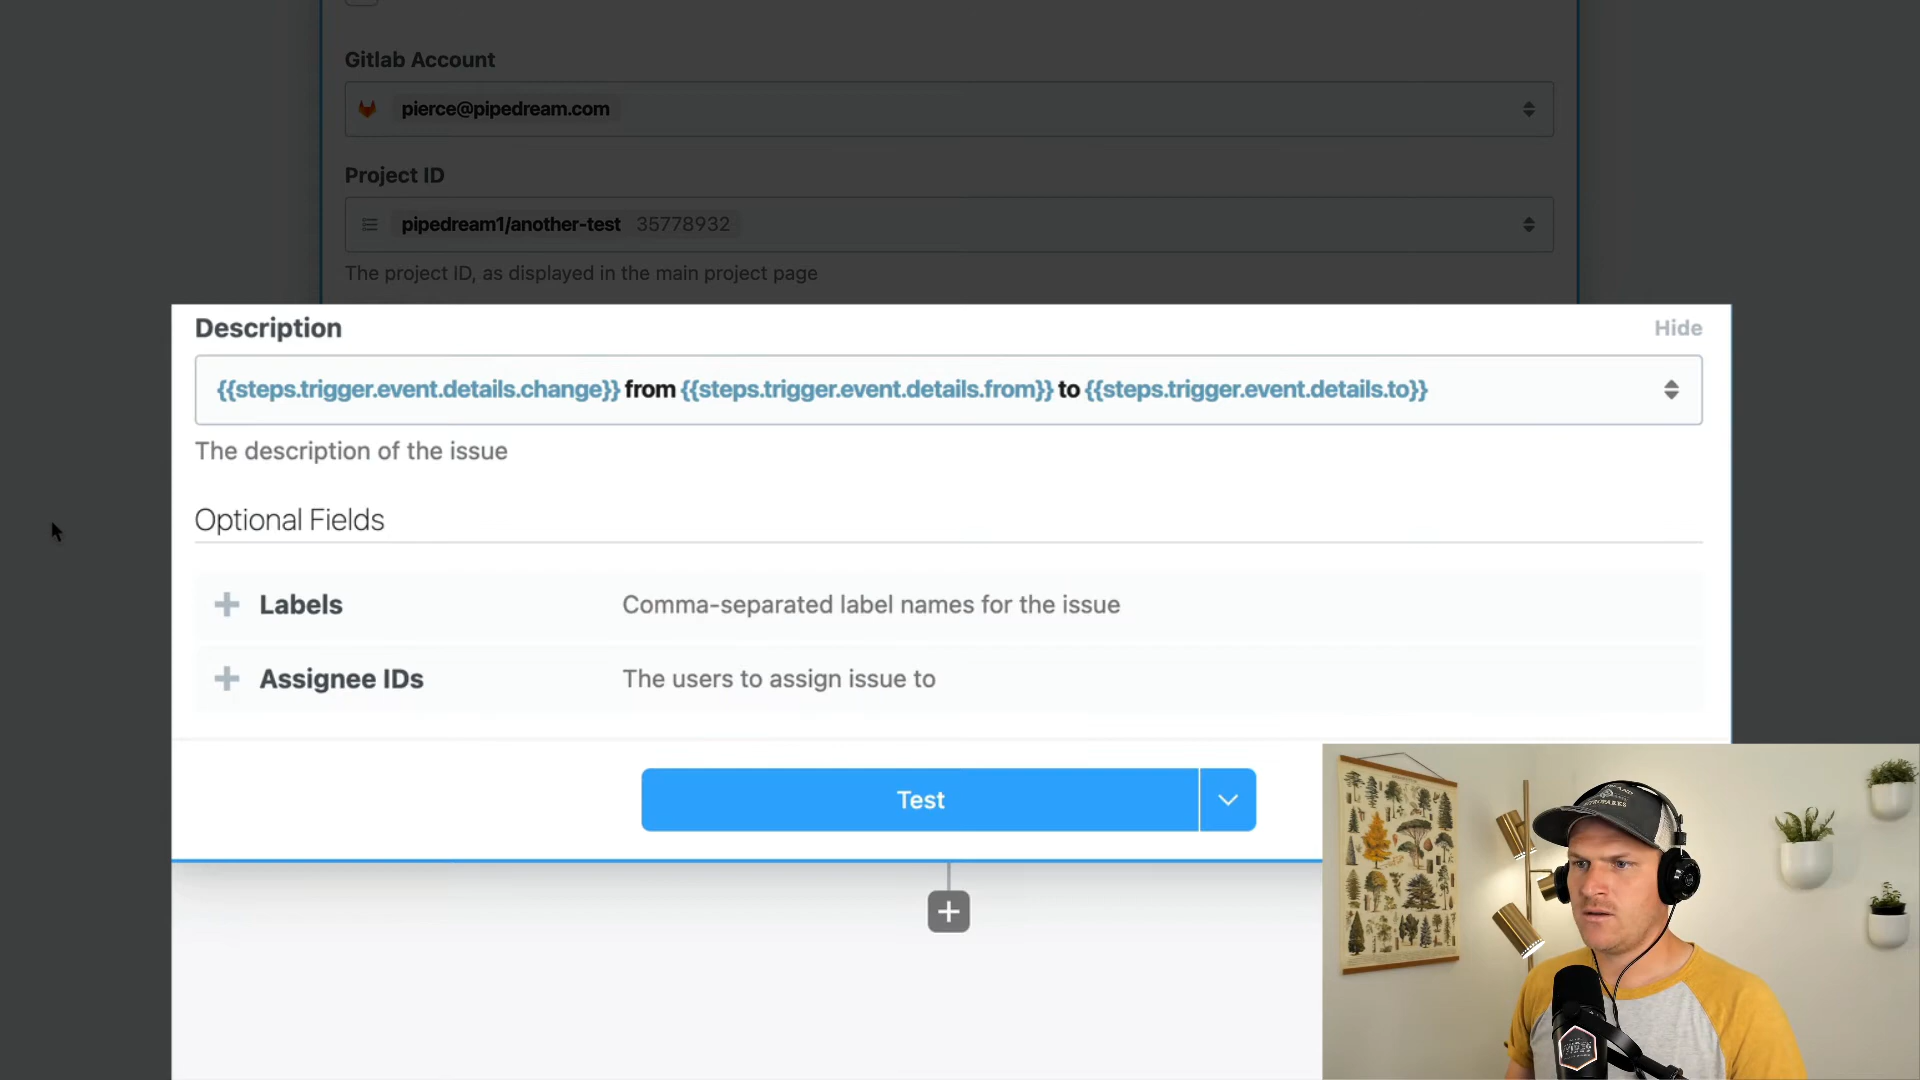 Gitlab Account
pierce@pipedream.com
Project ID
pipedream1/another-test 35778932
The project ID, as displayed in the main project page
Description
Hide
{{steps.trigger.event.details.change}} from {{steps.trigger.event.details.from}} to {{steps.trigger.event.details.to}}
The description of the issue
Optional Fields
Labels Comma-separated label names for the issue
Assignee IDs The users to assign issue to
Test